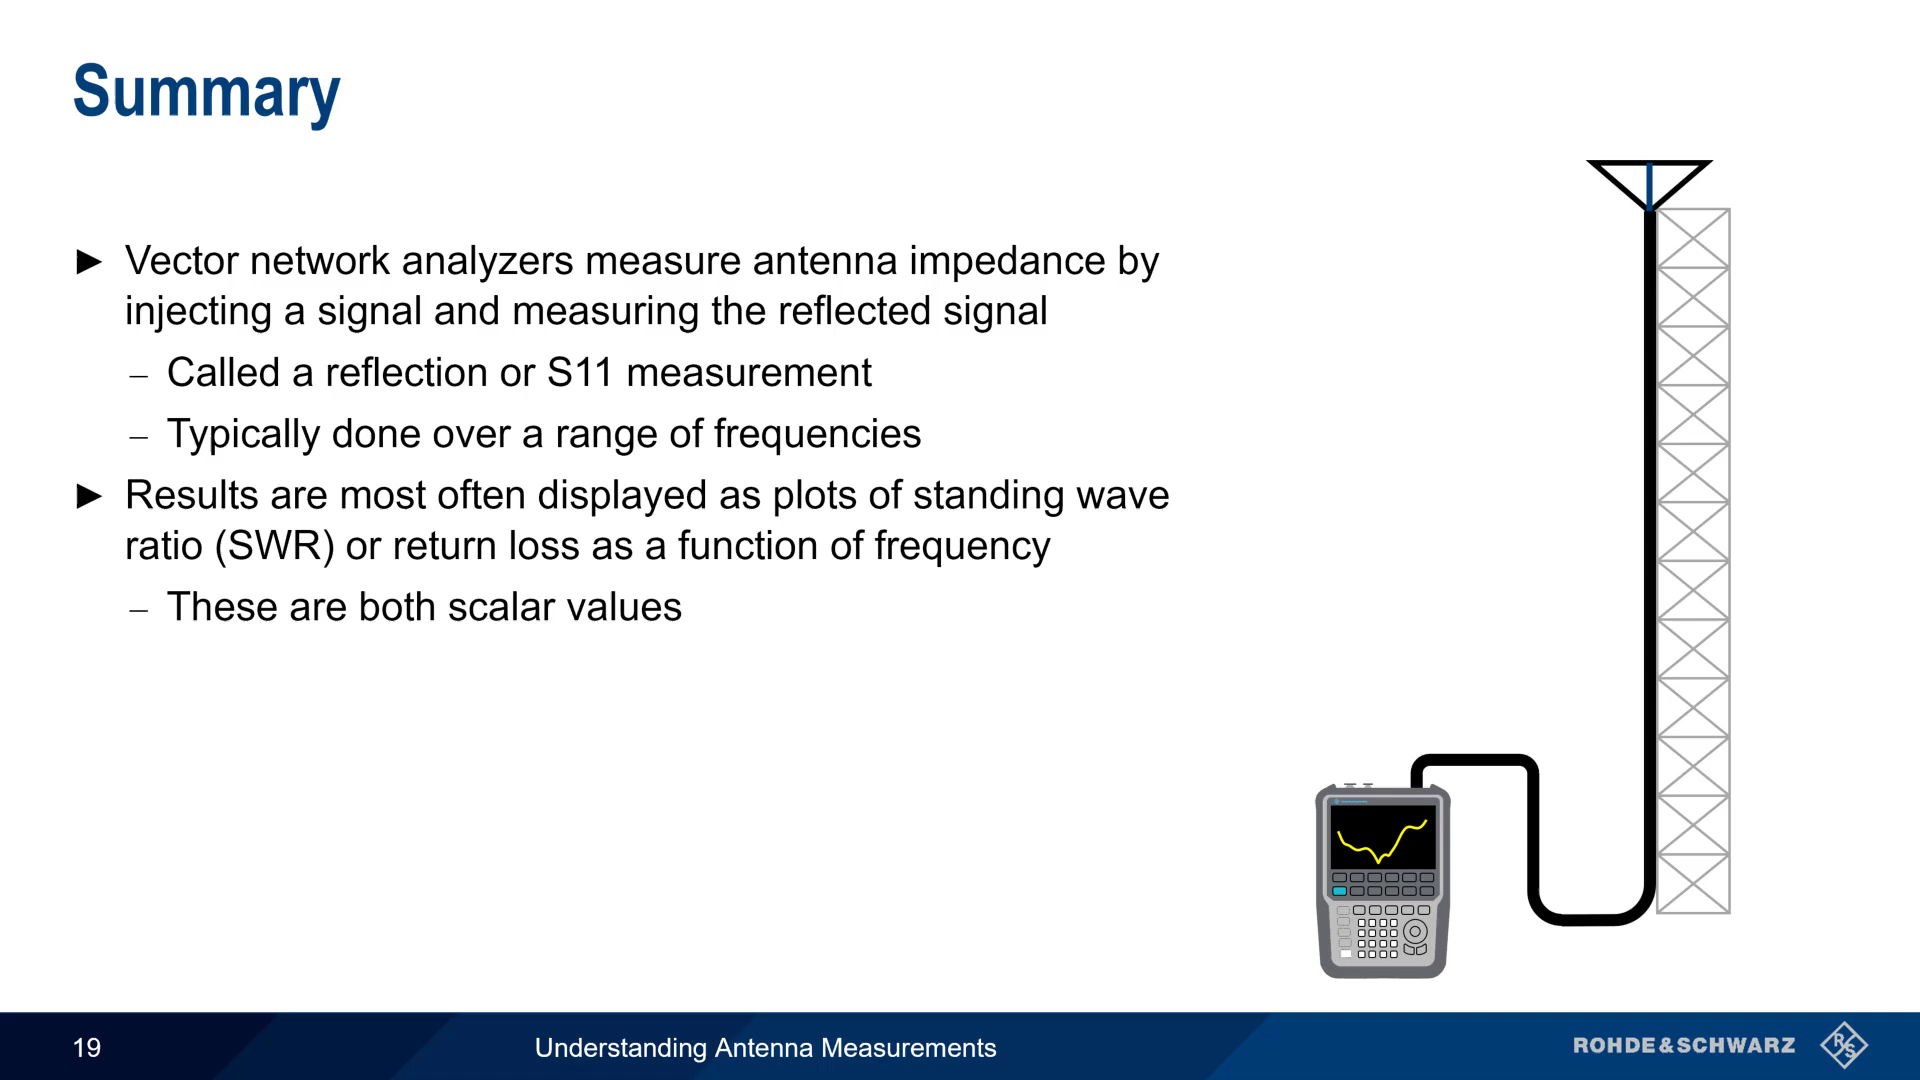 Summary
► Vector network analyzers measure antenna impedance by
injecting a signal and measuring the reflected signal
– Called a reflection or S11 measurement
– Typically done over a range of frequencies
► Results are most often displayed as plots of standing wave
ratio (SWR) or return loss as a function of frequency
– These are both scalar values
19
Understanding Antenna Measurements
ROHDE&SCHWARZ
R&S